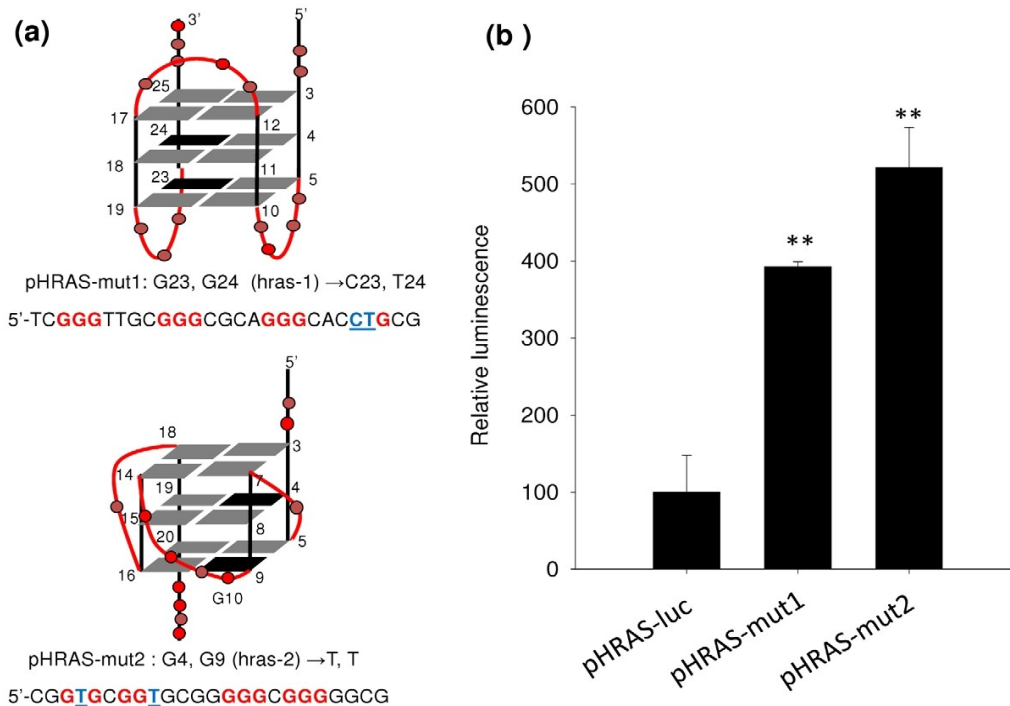 (a)
3’ 5’
25 3
17 12
24 4
18 11
23 5
19 10
pHRAS-mut1: G23, G24 (hras-1) →C23, T24
5’-TCGGGTTGCGGGCGCAGGGCACCTGCG
5’
18 3
14 7
19 4
15 8
20 5
16 9
G10
pHRAS-mut2 : G4, G9 (hras-2) →T, T
5’-CGGTGCGGTGCGGGGGGCGGGGGCG
(b )
Relative luminescence
600
500
400
300
200
100
0
**
**
pHRAS-luc
pHRAS-mut1
pHRAS-mut2